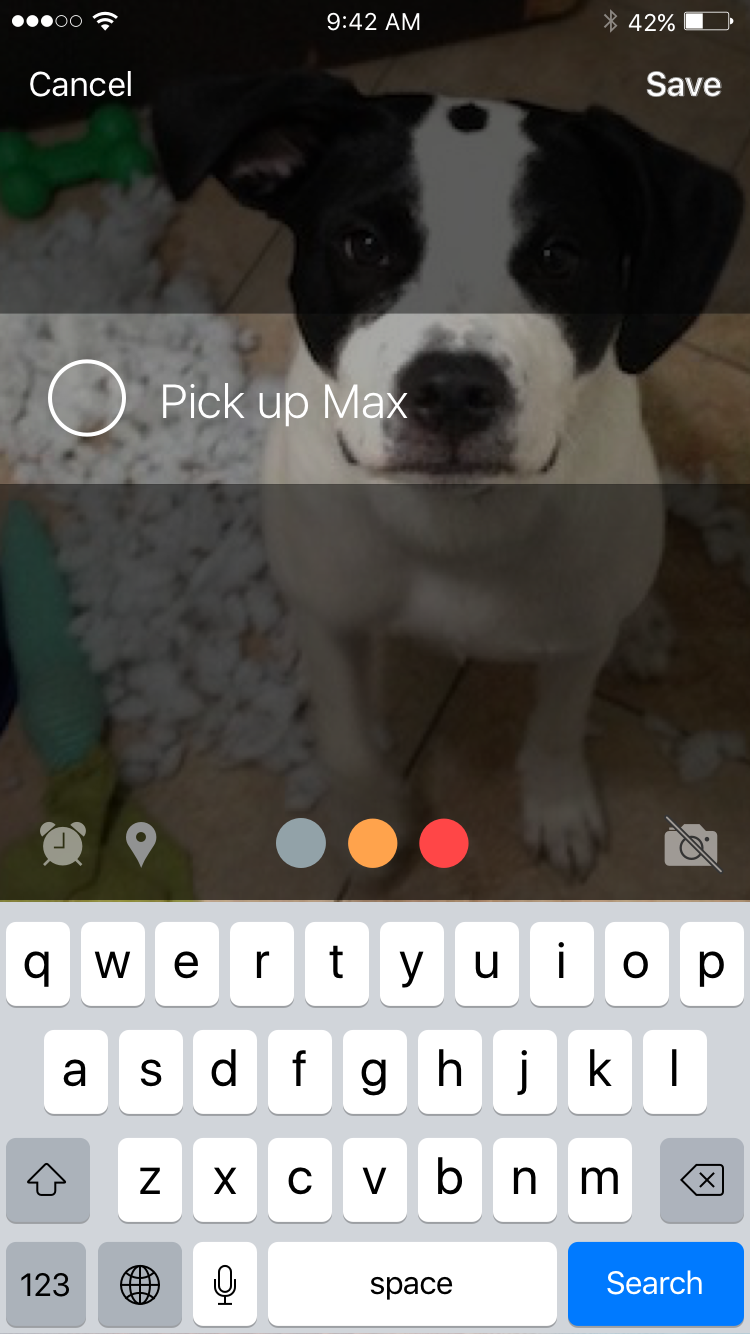 9:42 AM 42%
Cancel Save
Pick up Max
q w e r t y u i o p
a s d f g h j k l
z x c v b n m
123 space Search